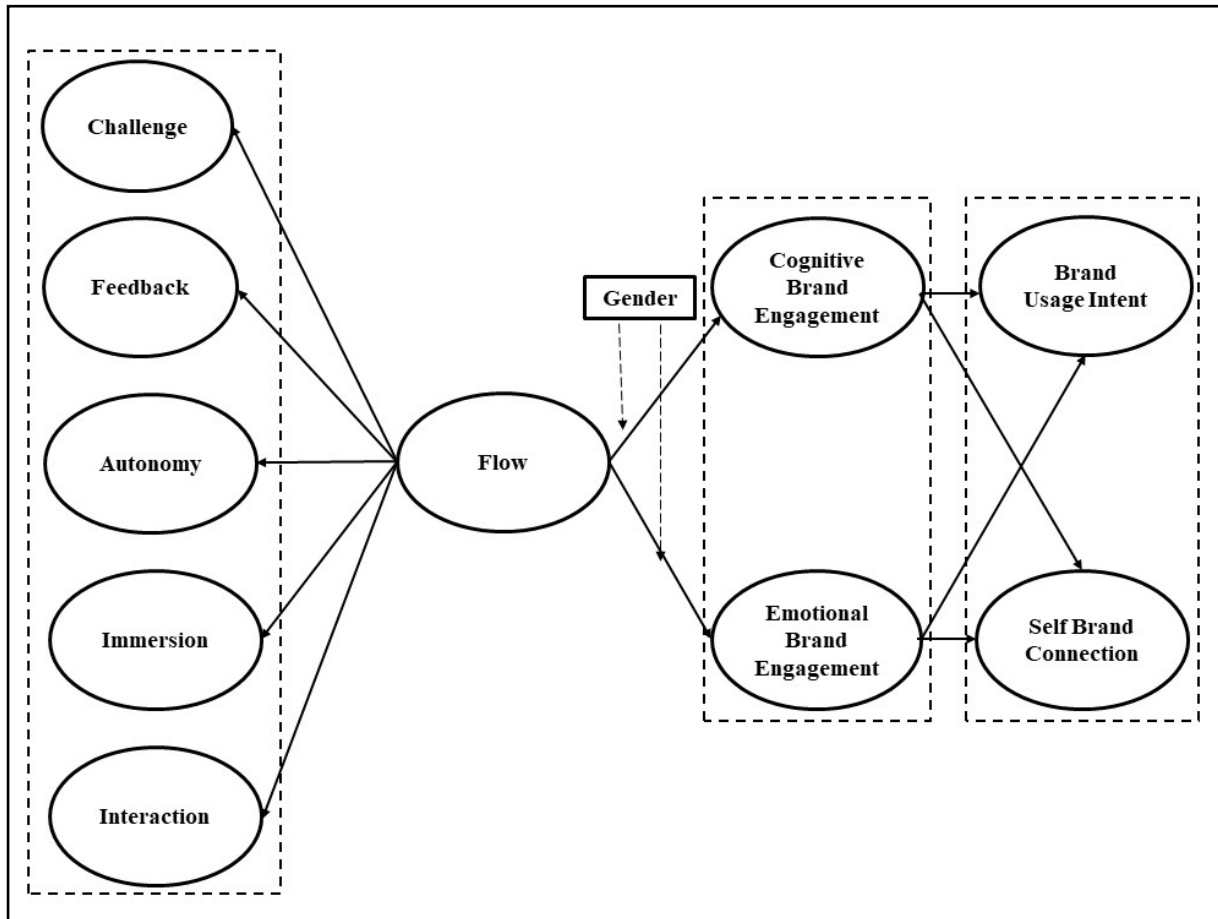 Challenge
Feedback
Autonomy
Immersion
Interaction
Flow
Gender
Cognitive
Brand
Engagement
Emotional
Brand
Engagement
Brand
Usage Intent
Self Brand
Connection